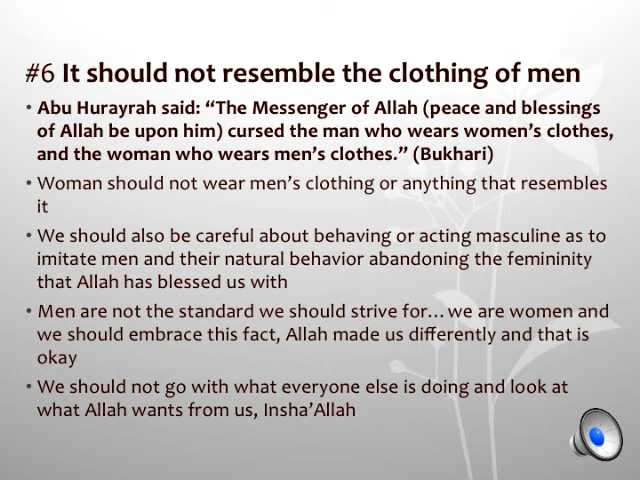 #6 It should not resemble the clothing of men
• Abu Hurayrah said: “The Messenger of Allah (peace and blessings
of Allah be upon him) cursed the man who wears women’s clothes,
and the woman who wears men’s clothes.” (Bukhari)
• Woman should not wear men’s clothing or anything that resembles
it
• We should also be careful about behaving or acting masculine as to
imitate men and their natural behavior abandoning the femininity
that Allah has blessed us with
• Men are not the standard we should strive for…we are women and
we should embrace this fact, Allah made us differently and that is
okay
• We should not go with what everyone else is doing and look at
what Allah wants from us, Insha’Allah